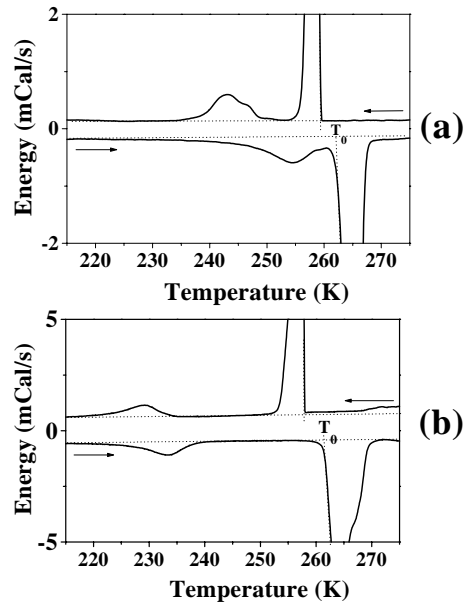 2
0
-2
Energy (mCal/s)
T0
(a)
220 230 240 250 260 270
Temperature (K)
5
0
-5
Energy (mCal/s)
T0
(b)
220 230 240 250 260 270
Temperature (K)